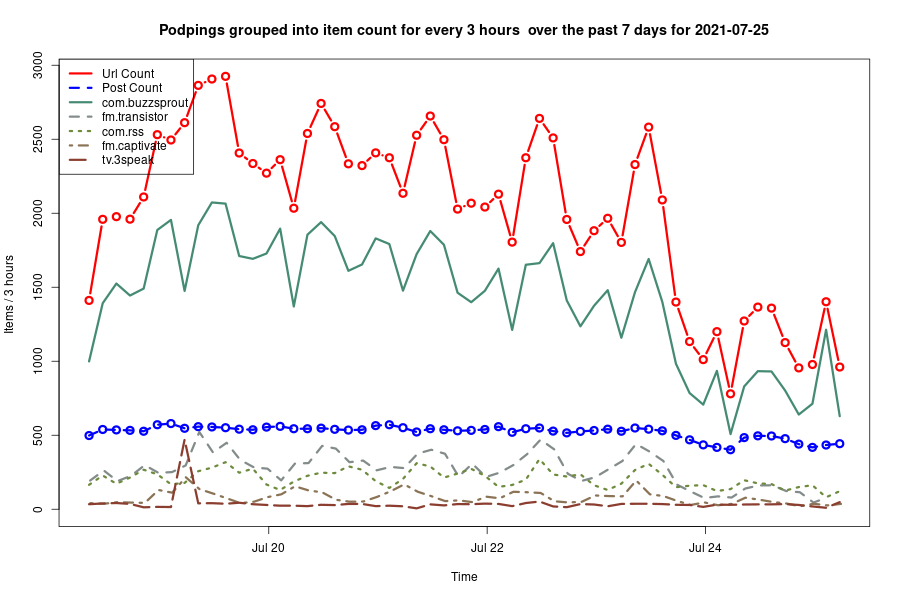 Podpings grouped into item count for every 3 hours  over the past 7 days for 2021-07-25
Url Count
Post Count
com.buzzsprout
fm.transistor
com.rss
fm.captivate
tv.3speak
Items / 3 hours
3000
2500
2000
1500
1000
500
0
Jul 20
Jul 22
Jul 24
Time